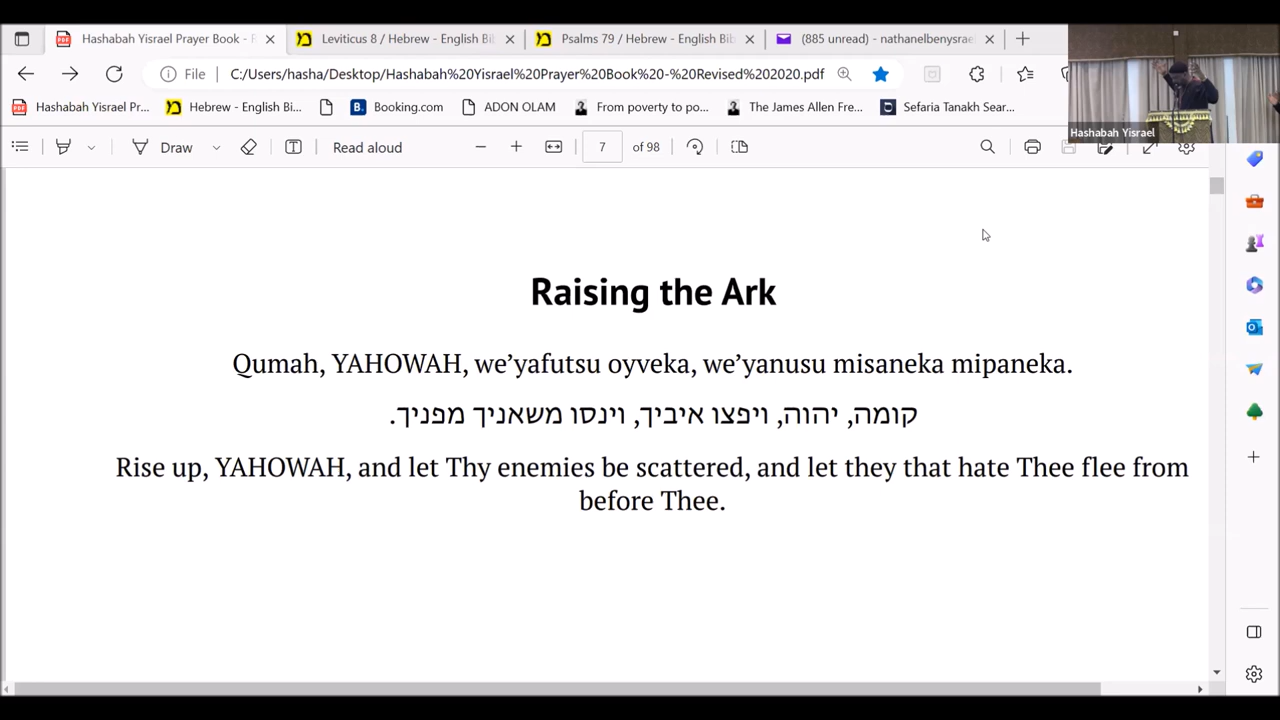 Hashabah Yisrael Prayer Book - R
Leviticus 8 / Hebrew - English Bib
Psalms 79 / Hebrew - English Bib
(885 unread) - nathanelbenysrae
File
C:/Users/hasha/Desktop/Hashabah%20Yisrael%20Prayer%20Book%20-%20Revised%202020.pdf
Hashabah Yisrael Pr...
Hebrew - English Bi...
Booking.com
ADON OLAM
From poverty to po...
The James Allen Fre...
Sefaria Tanakh Sear...
Hashabah Yisrael
Draw
Read aloud
7 of 98
Raising the Ark
Qumah, YAHOWAH, we’yafutsu oyveka, we’yanusu misaneka mipaneka.
קומה, יהוה, ויפצו איביך, וינסו משאניך מפניך.
Rise up, YAHOWAH, and let Thy enemies be scattered, and let they that hate Thee flee from
before Thee.